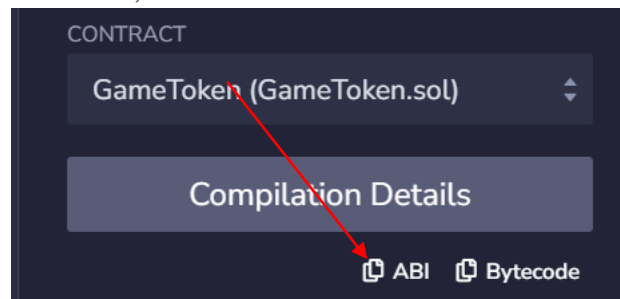 CONTRACT
GameToken (GameToken.sol)
Compilation Details
ABI Bytecode